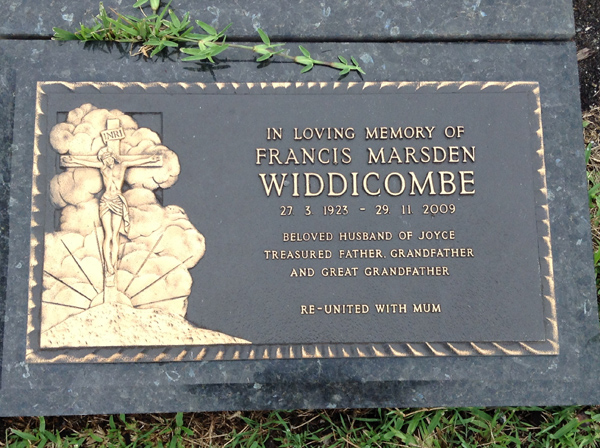 INRI
IN LOVING MEMORY OF
FRANCIS MARSDEN
WIDDICOMBE
27. 3. 1923 - 29. 11. 2009
BELOVED HUSBAND OF JOYCE
TREASURED FATHER, GRANDFATHER
AND GREAT GRANDFATHER
RE-UNITED WITH MUM